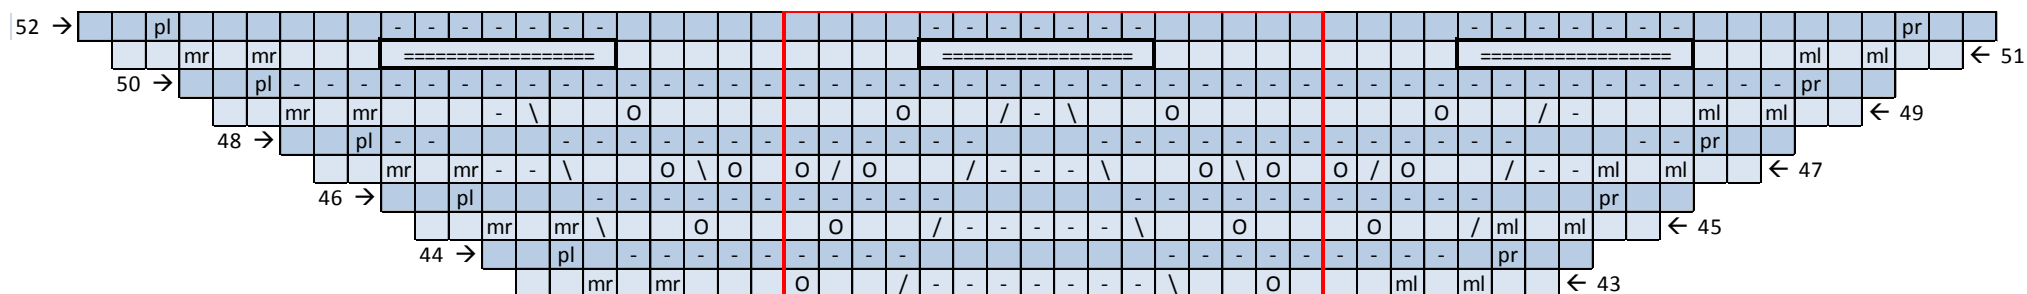 52 → pl - - - - - - - - - - - - - - - - - - - - - pr
mr mr ================= ================= ================= ml ml ← 51
50 → pl - - - - - - - - - - - - - - - - - - - - - - - - - - - - - - - - - - - - - - - - - - - - - pr
mr mr - \ O O / - \ O O / - ml ml ← 49
48 → pl - - - - - - - - - - - - - - - - - - - - - - - - - - - - - - pr
mr mr - - \ O \ O O / O / - - - \ O \ O O / O / - - ml ml ← 47
46 → pl - - - - - - - - - - - - - - - - - - - - - - pr
mr mr \ O O / - - - - - \ O O / ml ml ← 45
44 → pl - - - - - - - - - - - - - - - - - - pr
mr mr O / - - - - - - - \ O ml ml ← 43